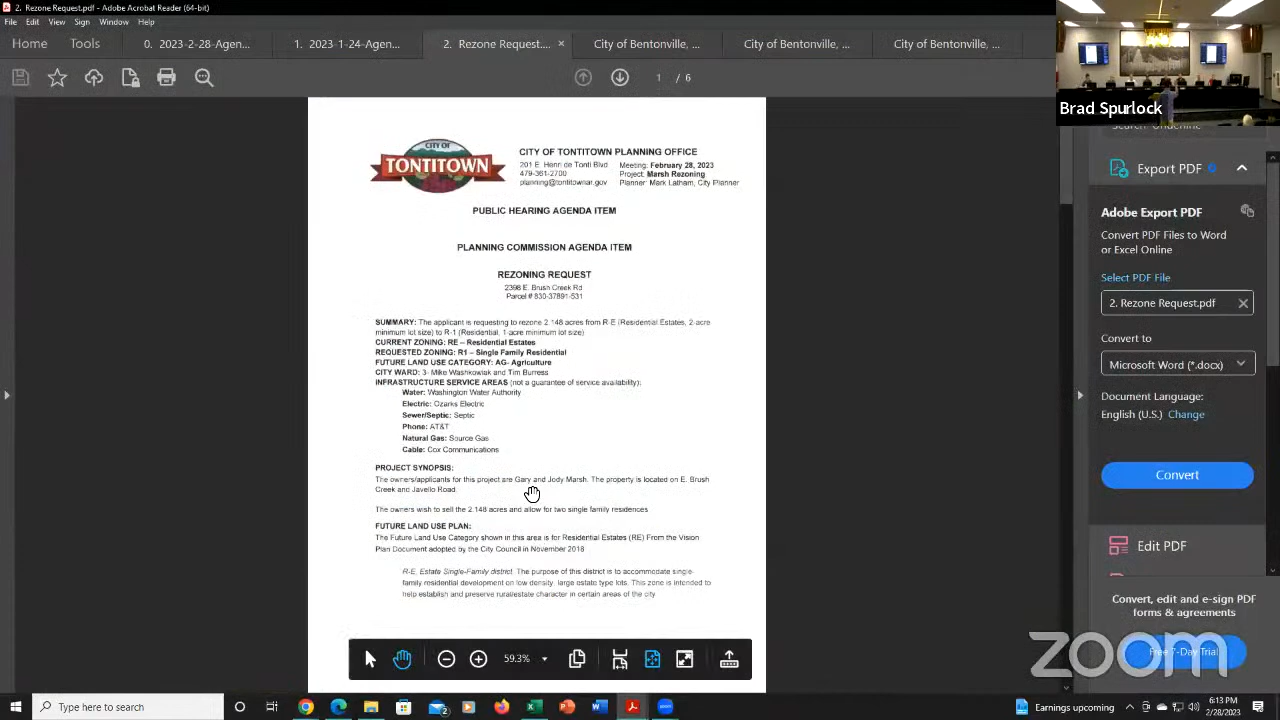 2. Rezone Request.pdf - Adobe Acrobat Reader (64-bit)
File Edit View Sign Window Help
Home Tools 0. 2023-2-28-Agen... 1. 2023-1-24-Agen... 2. Rezone Request.... × City of Bentonville, ... City of Bentonville, ... City of Bentonville, ...
1 / 6
Brad Spurlock
CITY OF
TONTITOWN
CITY OF TONTITOWN PLANNING OFFICE
201 E. Henri de Tonti Blvd Meeting: February 28, 2023
479-361-2700 Project: Marsh Rezoning
planning@tontitownar.gov Planner: Mark Latham, City Planner
PUBLIC HEARING AGENDA ITEM
PLANNING COMMISSION AGENDA ITEM
REZONING REQUEST
2398 E. Brush Creek Rd
Parcel # 830-37891-531
SUMMARY: The applicant is requesting to rezone 2.148 acres from R-E (Residential Estates, 2-acre
minimum lot size) to R-1 (Residential, 1-acre minimum lot size)
CURRENT ZONING: RE – Residential Estates
REQUESTED ZONING: R1 – Single Family Residential
FUTURE LAND USE CATEGORY: AG- Agriculture
CITY WARD: 3- Mike Washkowiak and Tim Burress
INFRASTRUCTURE SERVICE AREAS (not a guarantee of service availability):
Water: Washington Water Authority
Electric: Ozarks Electric
Sewer/Septic: Septic
Phone: AT&T
Natural Gas: Source Gas
Cable: Cox Communications
PROJECT SYNOPSIS:
The owners/applicants for this project are Gary and Jody Marsh. The property is located on E. Brush
Creek and Javello Road.
The owners wish to sell the 2.148 acres and allow for two single family residences
FUTURE LAND USE PLAN:
The Future Land Use Category shown in this area is for Residential Estates (RE) From the Vision
Plan Document adopted by the City Council in November 2018
R-E, Estate Single-Family district. The purpose of this district is to accommodate single-
family residential development on low density, large estate type lots. This zone is intended to
help establish and preserve rural/estate character in certain areas of the city
59.3%
Export PDF
Adobe Export PDF
Convert PDF Files to Word
or Excel Online
Select PDF File
2. Rezone Request.pdf
Convert to
Microsoft Word (*.docx)
Document Language:
English (U.S.) Change
Convert
Edit PDF
Convert, edit and e-sign PDF
forms & agreements
Free 7-Day Trial
zoom
Type here to search
2
Earnings upcoming
6:13 PM
2/28/2023